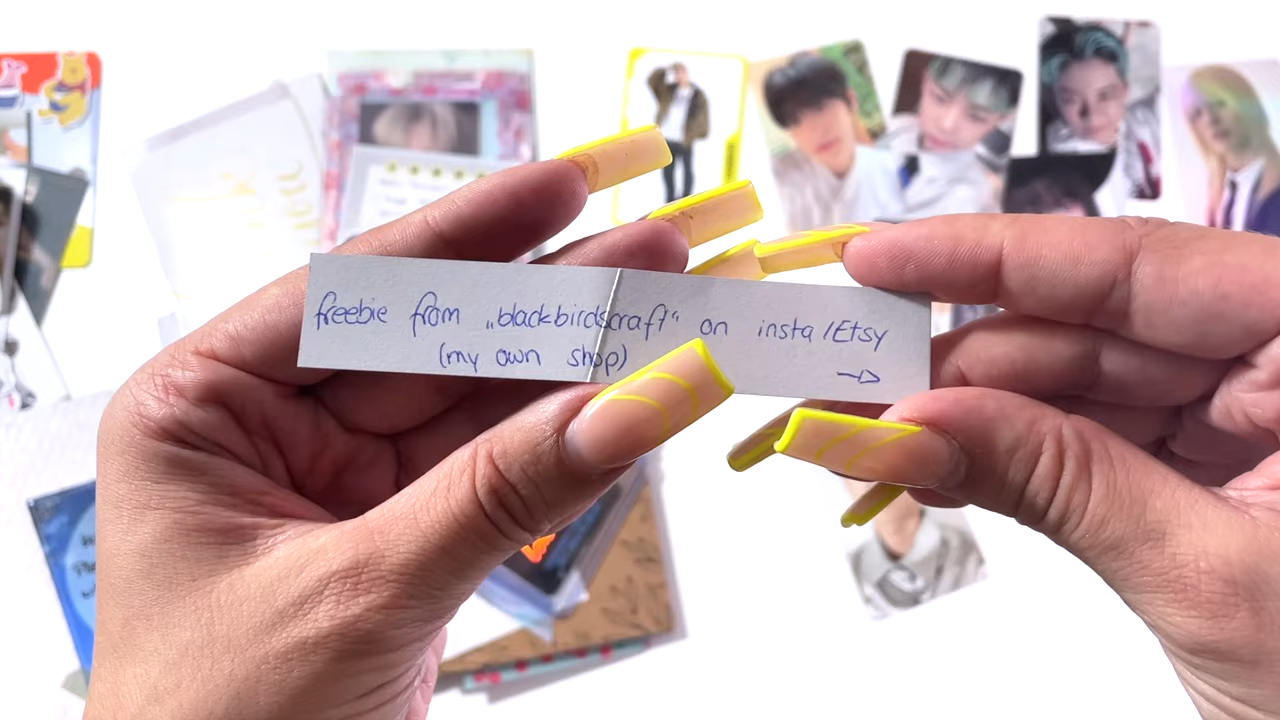 freebie from „blackbirdscraft“ on insta/Etsy
(my own shop)
→